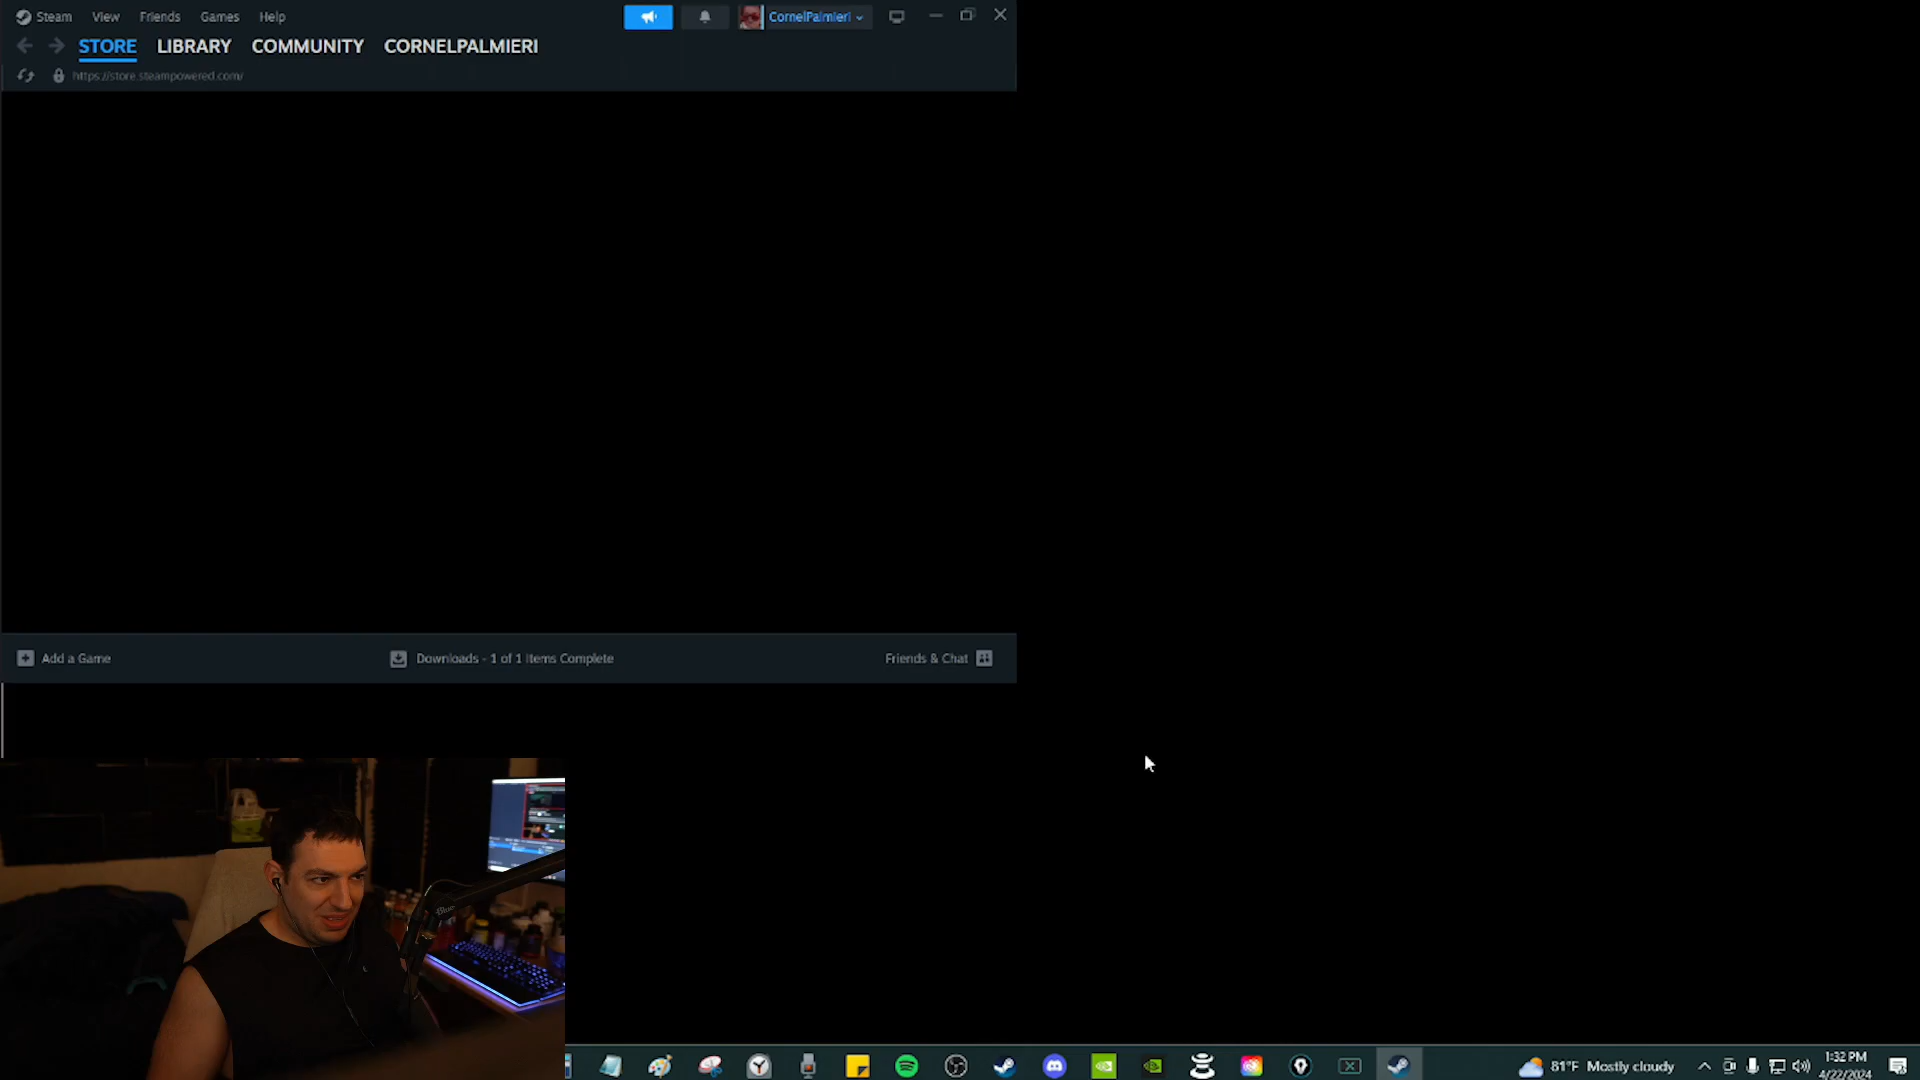 Steam View Friends Games Help CornelPalmieri
STORE LIBRARY COMMUNITY CORNELPALMIERI
https://store.steampowered.com/
Add a Game Downloads - 1 of 1 Items Complete Friends & Chat
Blue
81°F Mostly cloudy 1:32 PM
4/22/2024